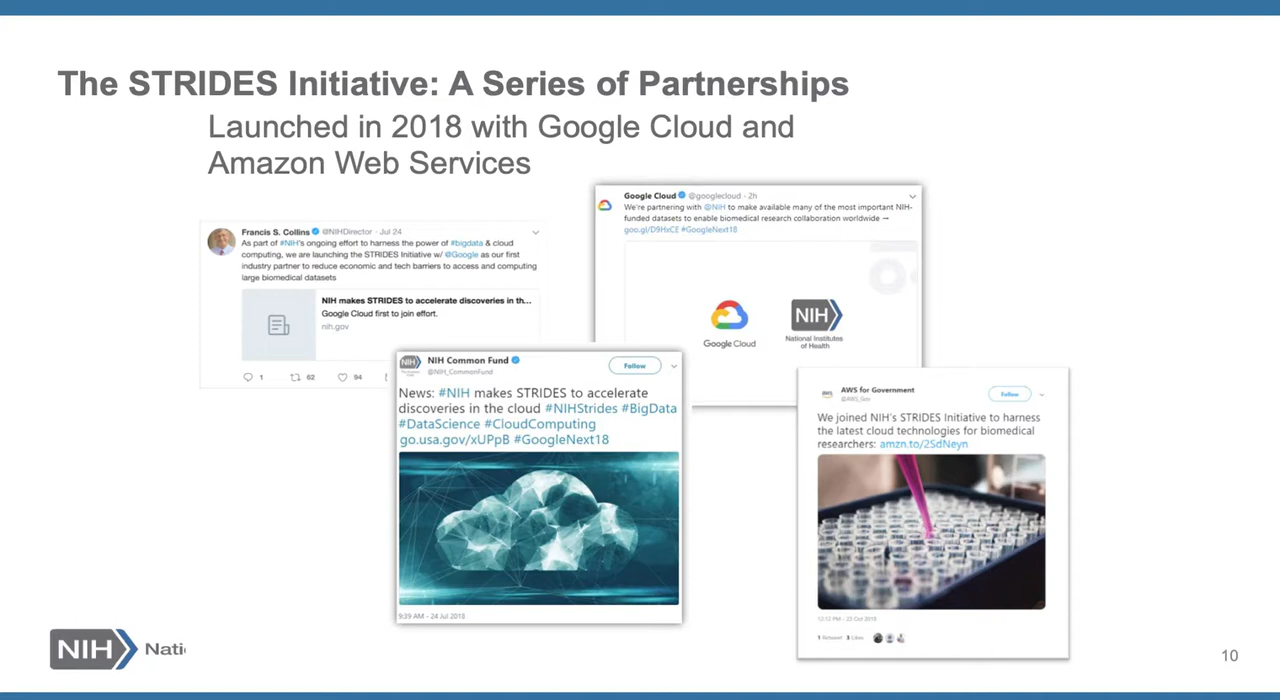 The STRIDES Initiative: A Series of Partnerships
Launched in 2018 with Google Cloud and
Amazon Web Services
Francis S. Collins @NIHDirector · Jul 24
As part of #NIH's ongoing effort to harness the power of #bigdata & cloud
computing, we are launching the STRIDES Initiative w/ @Google as our first
industry partner to reduce economic and tech barriers to access and computing
large biomedical datasets
NIH makes STRIDES to accelerate discoveries in th...
Google Cloud first to join effort.
nih.gov
1 62 94
Google Cloud @googlecloud · 2h
We're partnering with @NIH to make available many of the most important NIH-
funded datasets to enable biomedical research collaboration worldwide →
goo.gl/D9HxCE #GoogleNext18
Google Cloud
NIH
National Institutes
of Health
NIH
NIH Common Fund
@NIH_CommonFund
Follow
News: #NIH makes STRIDES to accelerate
discoveries in the cloud #NIHStrides #BigData
#DataScience #CloudComputing
go.usa.gov/xUPpB #GoogleNext18
9:39 AM - 24 Jul 2018
aws
AWS for Government
@AWS_Gov
Follow
We joined NIH's STRIDES Initiative to harness
the latest cloud technologies for biomedical
researchers: amzn.to/2SdNeyn
1 Retweet 3 Likes
NIH Nati
10